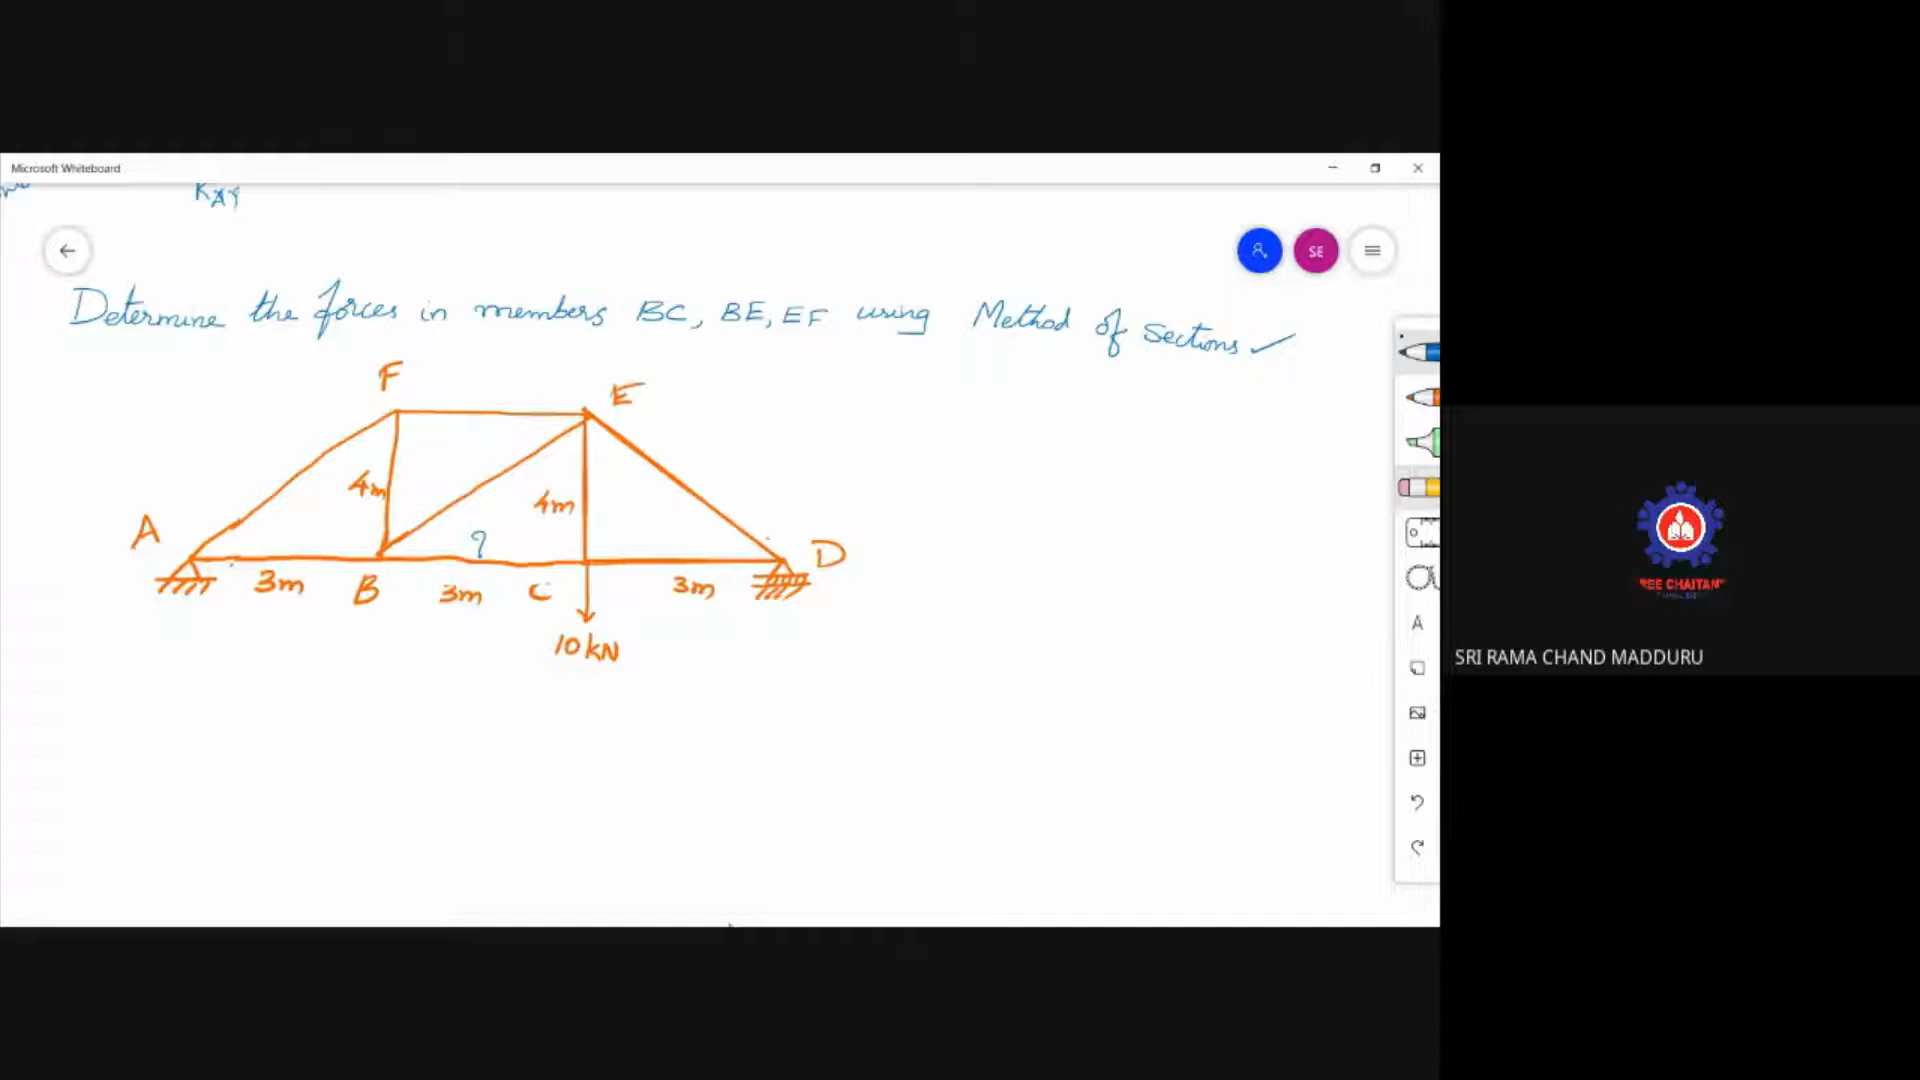 Microsoft Whiteboard
RAY
SE
Determine the forces in members BC, BE, EF using Method of Sections
F
E
4m
4m
A
?
D
3m
B
3m
C
3m
10 kN
A
SRI RAMA CHAND MADDURU